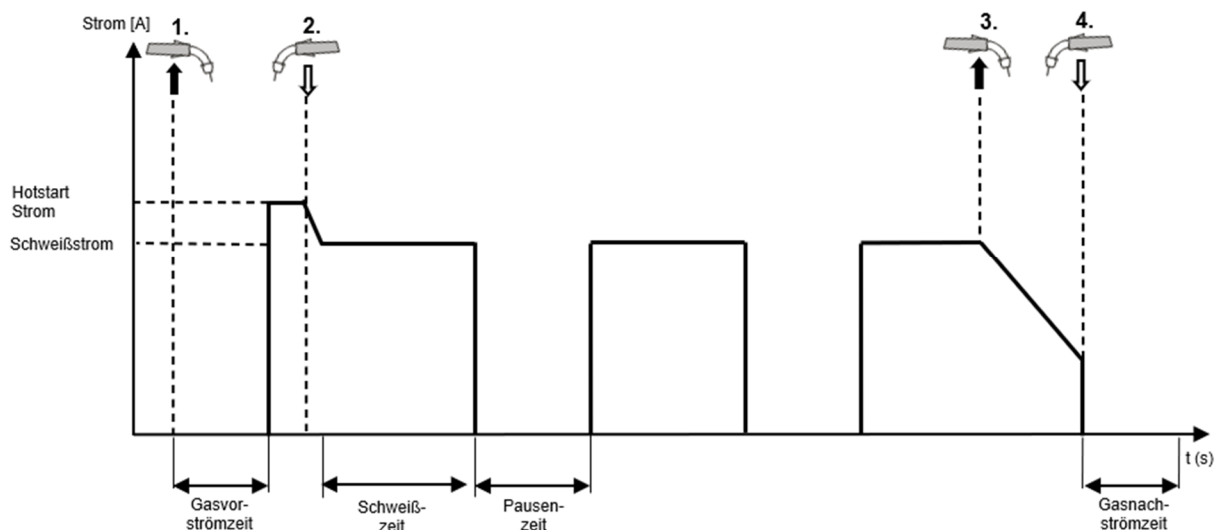 Strom [A]
1.
2.
3.
4.
Hotstart
Strom
Schweißstrom
t (s)
Gasvor-
strömzeit
Schweiß-
zeit
Pausen-
zeit
Gasnach-
strömzeit